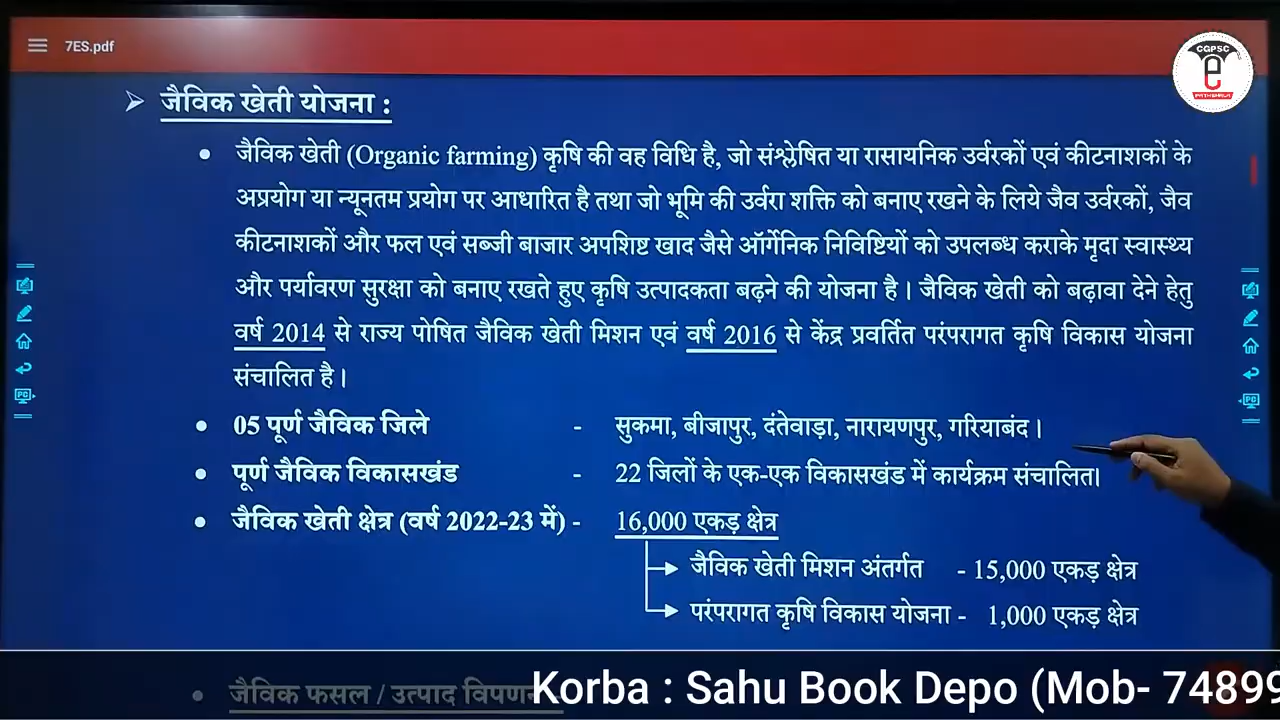 7ES.pdf
CGPSC
e
PATHSHALA
➢ जैविक खेती योजना :
• जैविक खेती (Organic farming) कृषि की वह विधि है, जो संश्लेषित या रासायनिक उर्वरकों एवं कीटनाशकों के
अप्रयोग या न्यूनतम प्रयोग पर आधारित है तथा जो भूमि की उर्वरा शक्ति को बनाए रखने के लिये जैव उर्वरकों, जैव
कीटनाशकों और फल एवं सब्जी बाजार अपशिष्ट खाद जैसे ऑर्गेनिक निविष्टियों को उपलब्ध कराके मृदा स्वास्थ्य
और पर्यावरण सुरक्षा को बनाए रखते हुए कृषि उत्पादकता बढ़ने की योजना है। जैविक खेती को बढ़ावा देने हेतु
वर्ष 2014 से राज्य पोषित जैविक खेती मिशन एवं वर्ष 2016 से केंद्र प्रवर्तित परंपरागत कृषि विकास योजना
संचालित है।
• 05 पूर्ण जैविक जिले - सुकमा, बीजापुर, दंतेवाड़ा, नारायणपुर, गरियाबंद।
• पूर्ण जैविक विकासखंड - 22 जिलों के एक-एक विकासखंड में कार्यक्रम संचालित।
• जैविक खेती क्षेत्र (वर्ष 2022-23 में) - 16,000 एकड़ क्षेत्र
जैविक खेती मिशन अंतर्गत - 15,000 एकड़ क्षेत्र
परंपरागत कृषि विकास योजना - 1,000 एकड़ क्षेत्र
• जैविक फसल / उत्पाद विपणन
Korba : Sahu Book Depo (Mob- 74899